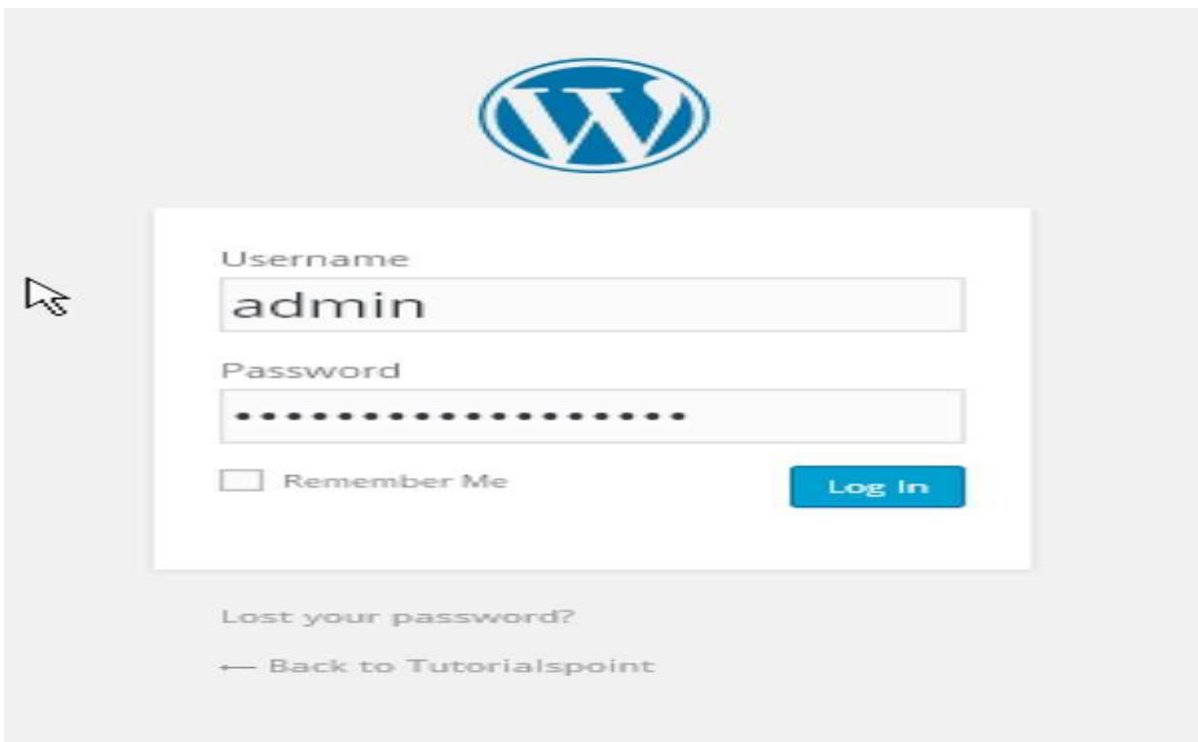 Username
admin
Password
••••••••••••••••••
Remember Me
Log In
Lost your password?
← Back to Tutorialspoint